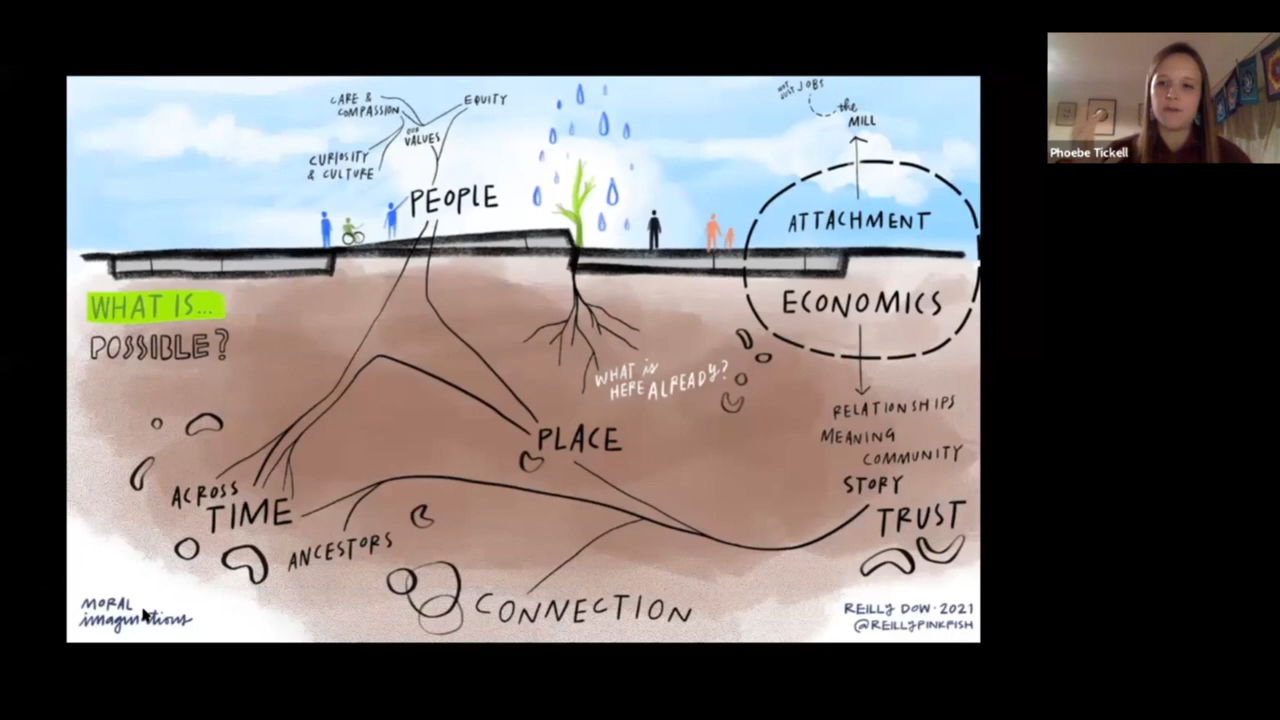 CARE &
COMPASSION
EQUITY
OUR
VALUES
CURIOSITY
& CULTURE
PEOPLE
NOT
JUST JOBS
the
MILL
Phoebe Tickell
ATTACHMENT
ECONOMICS
WHAT IS...
POSSIBLE?
WHAT is
HERE ALREADY?
RELATIONSHIPS
MEANING
COMMUNITY
STORY
TRUST
PLACE
ACROSS
TIME
ANCESTORS
CONNECTION
MORAL
imaginations
REILLY DOW · 2021
@REILLYPINKFISH